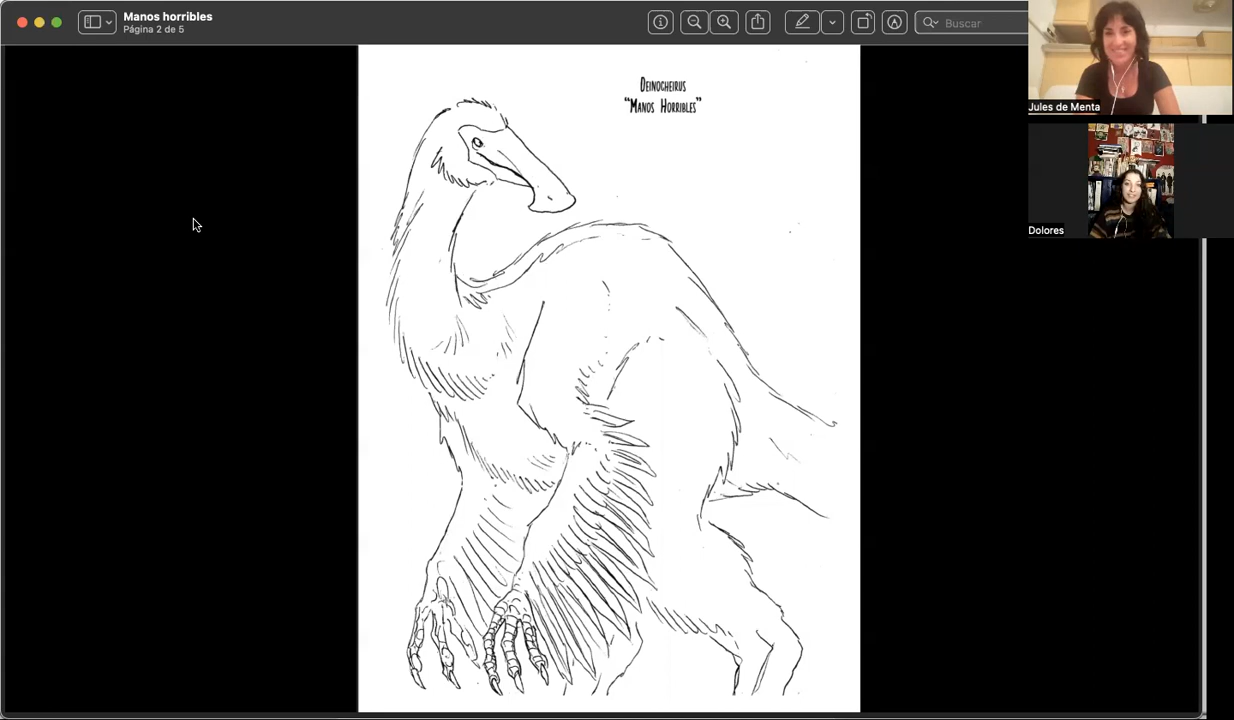 Manos horribles
Página 2 de 5
Buscar
Jules de Menta
Dolores
Deinocheirus
"Manos Horribles"